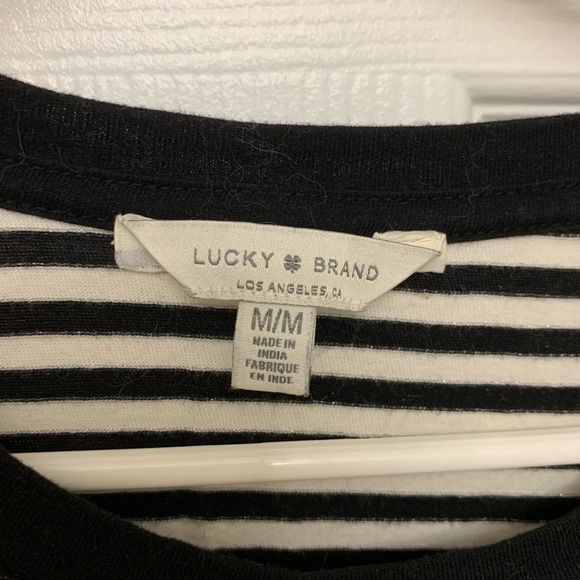 LUCKY BRAND
LOS ANGELES, CA
M/M
MADE IN
INDIA
FABRIQUE
EN INDE